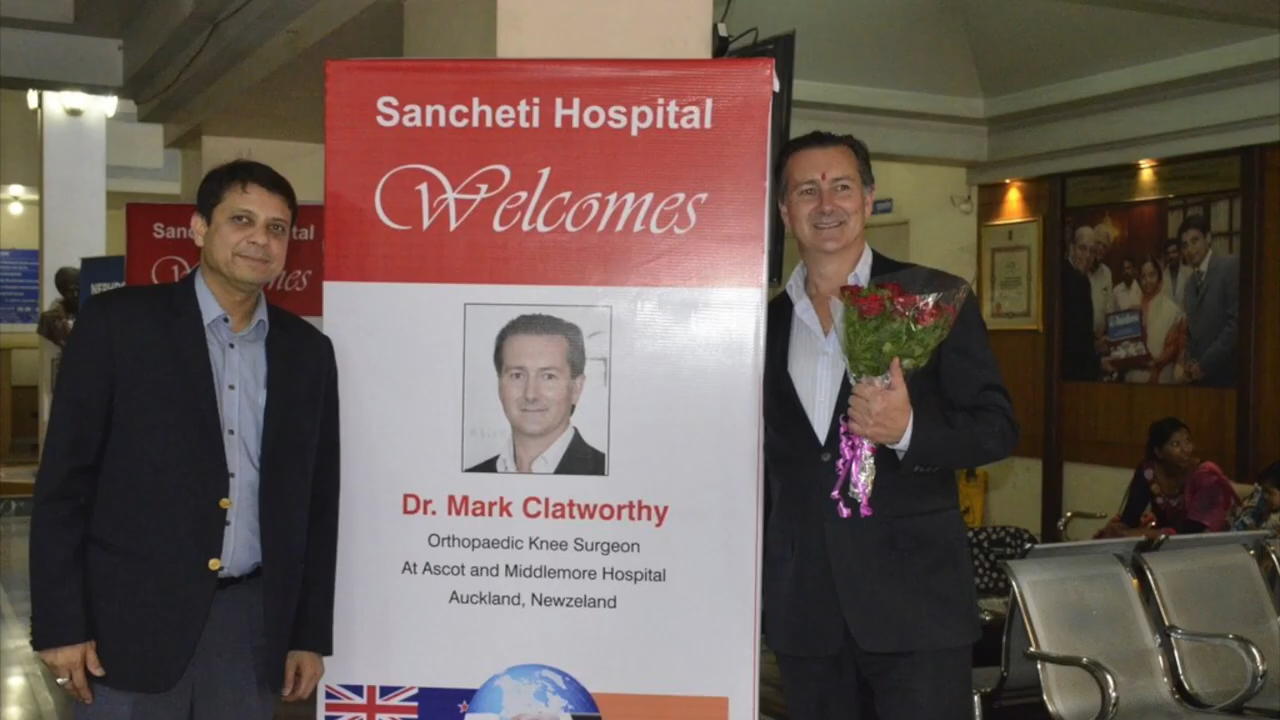 Sancheti Hospital
Welcomes
Dr. Mark Clatworthy
Orthopaedic Knee Surgeon
At Ascot and Middlemore Hospital
Auckland, Newzeland